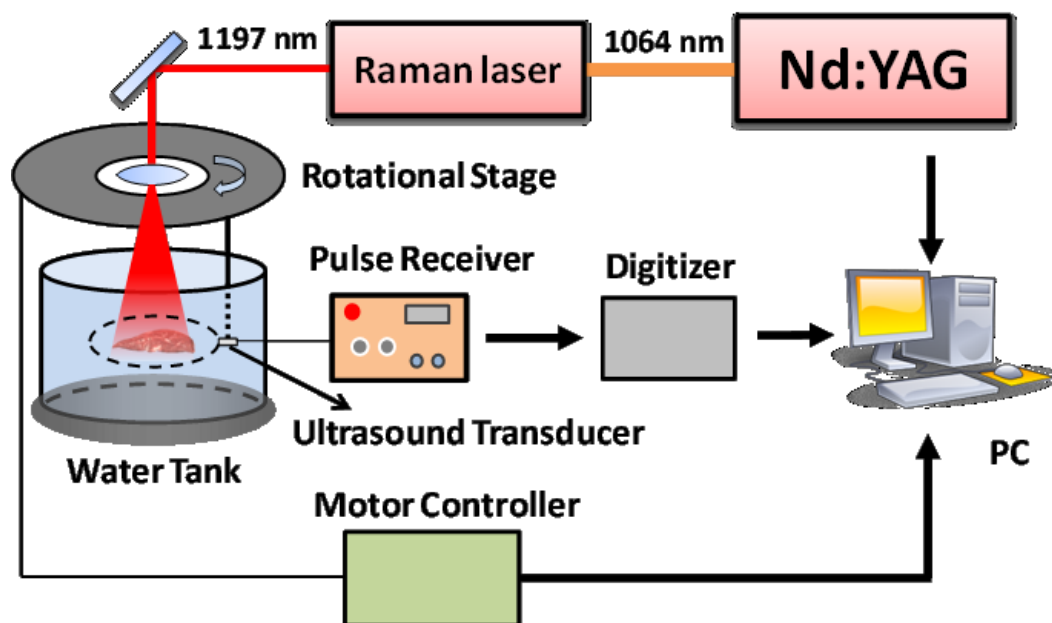 1197 nm
Raman laser
1064 nm
Nd:YAG
Rotational Stage
Pulse Receiver
Digitizer
Ultrasound Transducer
Water Tank
PC
Motor Controller